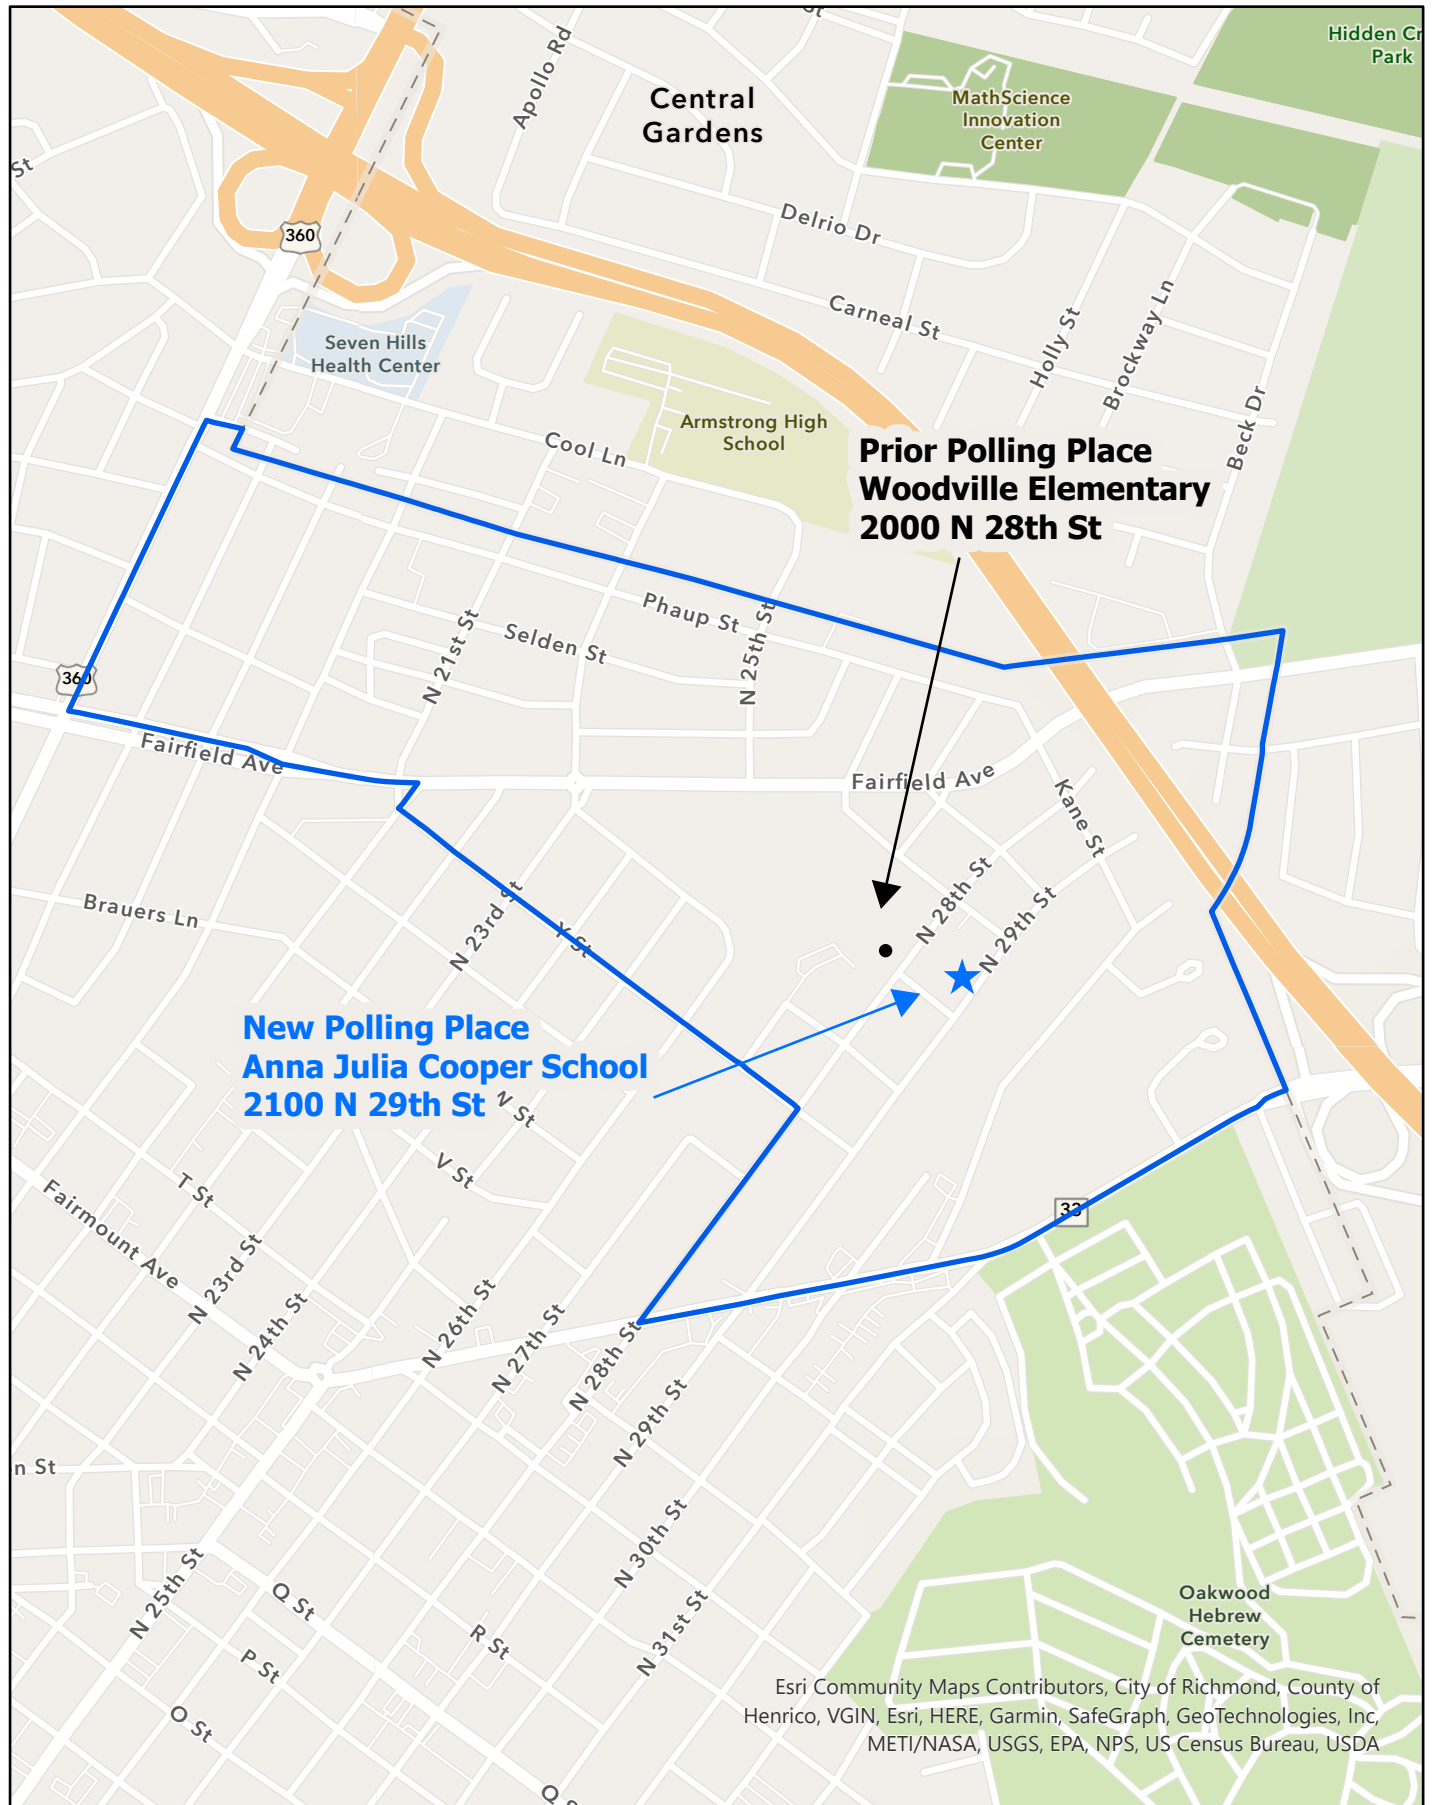 St
Hidden Cr
Park
Apollo Rd
Central
Gardens
MathScience
Innovation
Center
St
Delrio Dr
360
Carneal St
Holly St
Brockway Ln
Seven Hills
Health Center
Beck Dr
Armstrong High
School
Cool Ln
Prior Polling Place
Woodville Elementary
2000 N 28th St
Phaup St
Selden St
N 21st St
N 25th St
360
Fairfield Ave
Fairfield Ave
Kane St
N 28th St
N 29th St
Brauers Ln
N 23rd St
Y St
New Polling Place
Anna Julia Cooper School
2100 N 29th St
N St
V St
T St
33
Fairmount Ave
N 23rd St
N 24th St
N 26th St
N 27th St
N 28th St
N 29th St
n St
N 30th St
N 25th St
Q St
R St
N 31st St
P St
O St
Oakwood
Hebrew
Cemetery
Esri Community Maps Contributors, City of Richmond, County of
Henrico, VGIN, Esri, HERE, Garmin, SafeGraph, GeoTechnologies, Inc,
METI/NASA, USGS, EPA, NPS, US Census Bureau, USDA
Q S